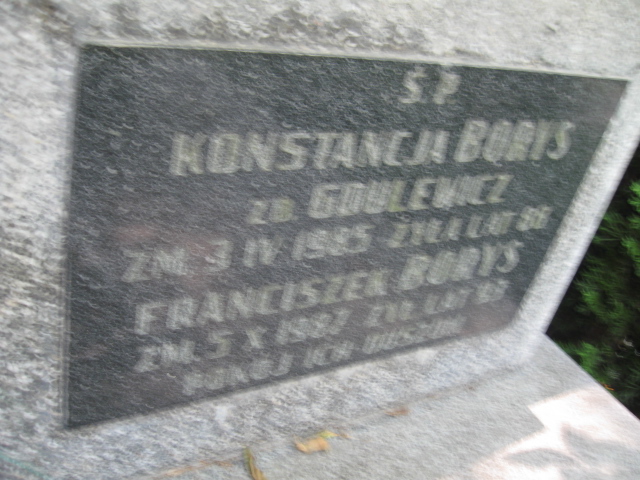 Ś.P.
KONSTANCJA BORYS
ZD. GDULEWICZ
ZM. 3 IV 1985 ŻYŁA LAT
FRANCISZEK BORYS
ZM. 5 X 1987 ŻYŁ LAT
POKÓJ ICH DUSZOM